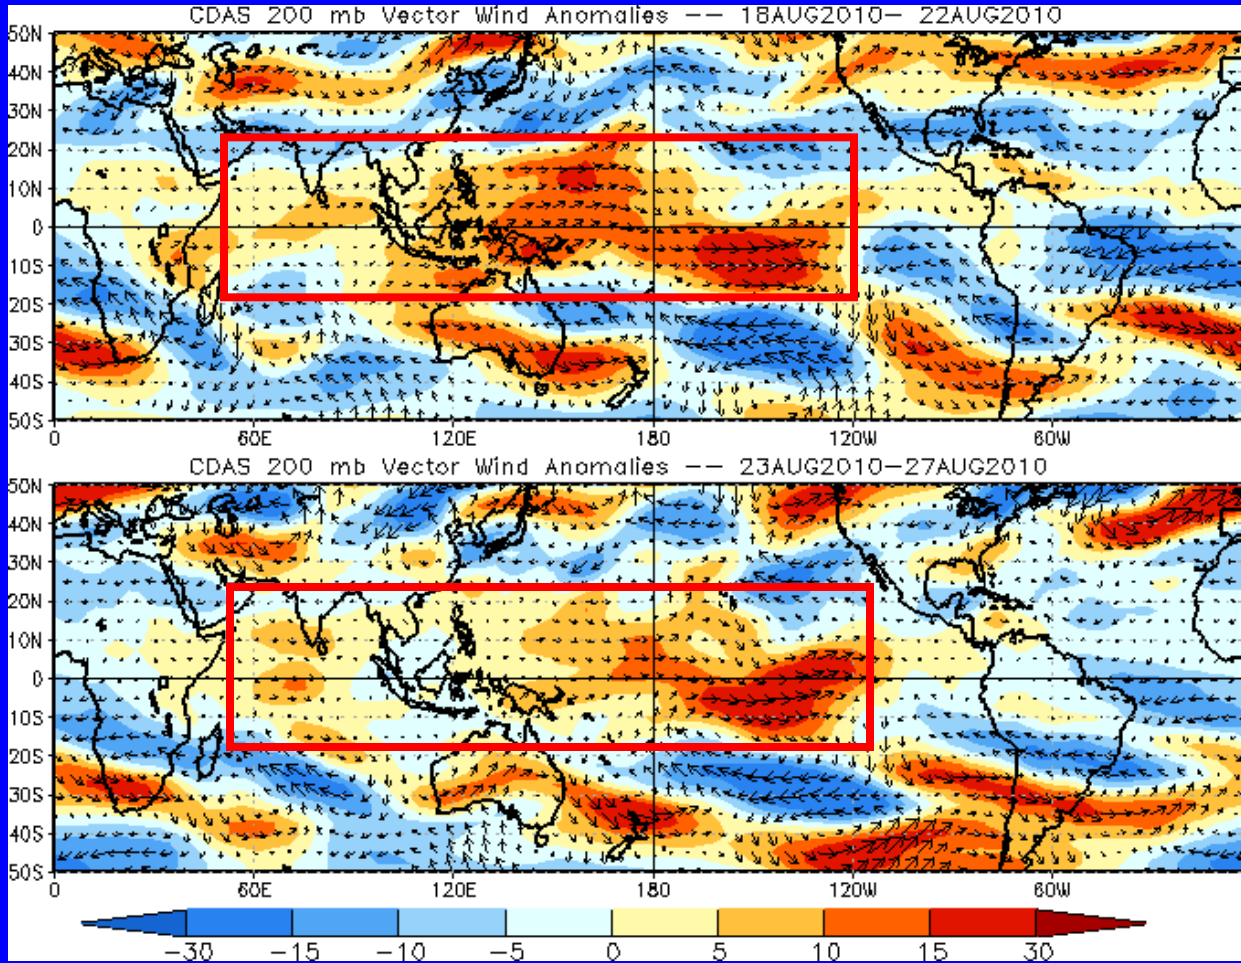 CDAS 200 mb Vector Wind Anomalies -- 18AUG2010- 22AUG2010
50N
40N
30N
20N
10N
0
10S
20S
30S
40S
50S
0 60E 120E 180 120W 60W
CDAS 200 mb Vector Wind Anomalies -- 23AUG2010-27AUG2010
50N
40N
30N
20N
10N
0
10S
20S
30S
40S
50S
0 60E 120E 180 120W 60W
-30 -15 -10 -5 0 5 10 15 30